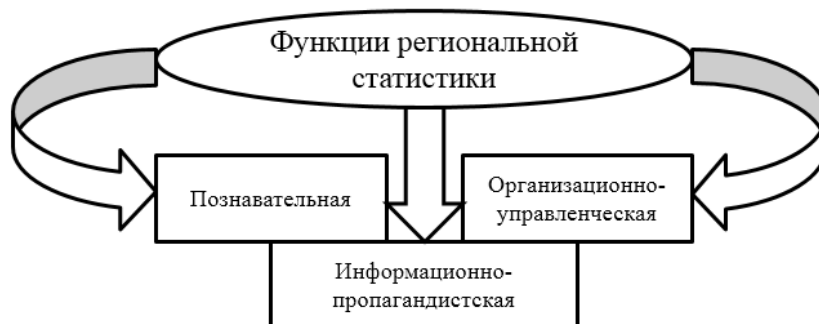 Функции региональной
статистики
Познавательная
Организационно-
управленческая
Информационно-
пропагандистская